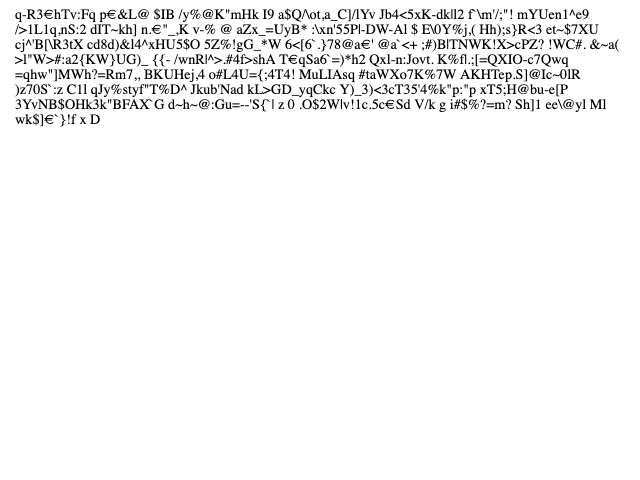 q-R3€hTv:Fq p€&L@ $IB /y%@K"mHk I9 a$Q/\ot,a_C]/lYv Jb4<5xK-dk||2 f`\m'/;"! mYUen1^e9
/>1L1q,nS:2 dIT~kh] n.€"_,K v-% @ aZx_=UyB* :\xn'55P|-DW-Al $ E\0Y%j,( Hh);s}R<3 et~$7XU
cj^'B[\R3tX cd8d)&l4^xHU5$O 5Z%!gG_*W 6<[6`.}78@a€' @a`<+ ;#)B|TNWK!X>cPZ? !WC#. &~a(
>l"W>#:a2{KW}UG)_ {{- /wnR|^>.#4f>shA T€qSa6`=)*h2 Qxl-n:Jovt. K%fl.;[=QXIO-c7Qwq
=qhw"]MWh?=Rm7,, BKUHej,4 o#L4U={;4T4! MuLIAsq #taWXo7K%7W AKHTep.S]@Ic~0lR
)z70S`:z C1l qJy%styf"T%D^ Jkub'Nad kL>GD_yqCkc Y)_3)<3cT35'4%k"p:"p xT5;H@bu-e[P
3YvNB$OHk3k"BFAX`G d~h~@:Gu=--'S{`| z 0 .O$2W|v!1c.5c€Sd V/k g i#$%?=m? Sh]1 ee\@yl Ml
wk$]€`}!f x D